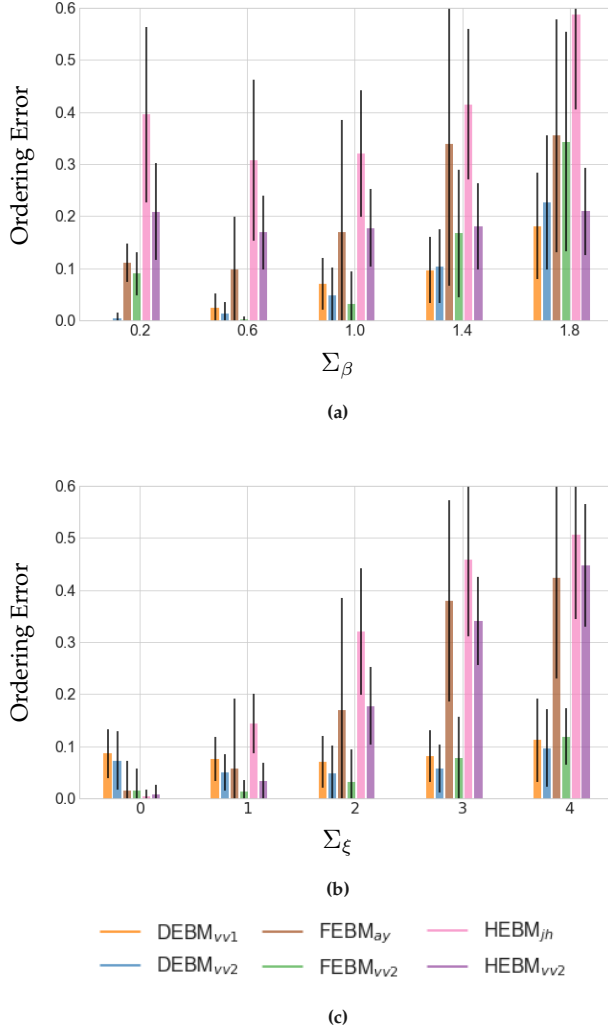 0.6
0.5
0.4
0.3
0.2
0.1
0.0
Ordering Error
0.2 0.6 1.0 1.4 1.8
Σβ
(a)
0.6
0.5
0.4
0.3
0.2
0.1
0.0
Ordering Error
0 1 2 3 4
Σξ
(b)
DEBMvv1 FEBMay HEBMjh
DEBMvv2 FEBMvv2 HEBMvv2
(c)